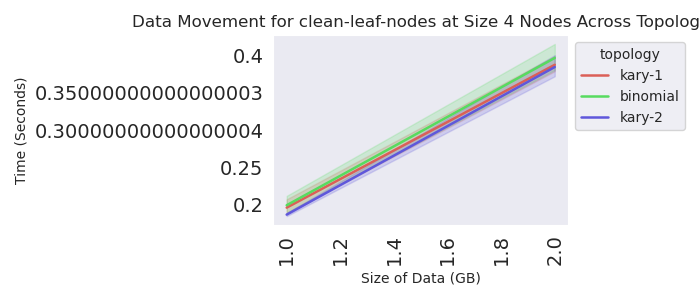 Data Movement for clean-leaf-nodes at Size 4 Nodes Across Topolog
Time (Seconds)
0.4
0.35000000000000003
0.30000000000000004
0.25
0.2
1.0
1.2
1.4
1.6
1.8
2.0
Size of Data (GB)
topology
kary-1
binomial
kary-2